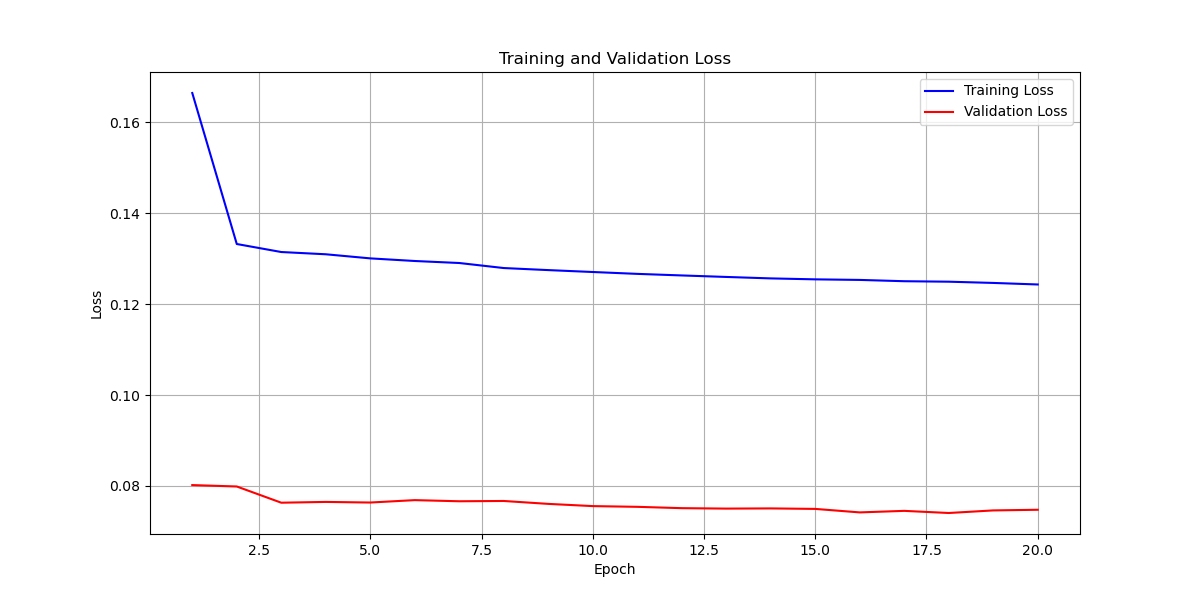 Training and Validation Loss
Training Loss
Validation Loss
0.16
0.14
0.12
0.10
0.08
Loss
2.5
5.0
7.5
10.0
12.5
15.0
17.5
20.0
Epoch